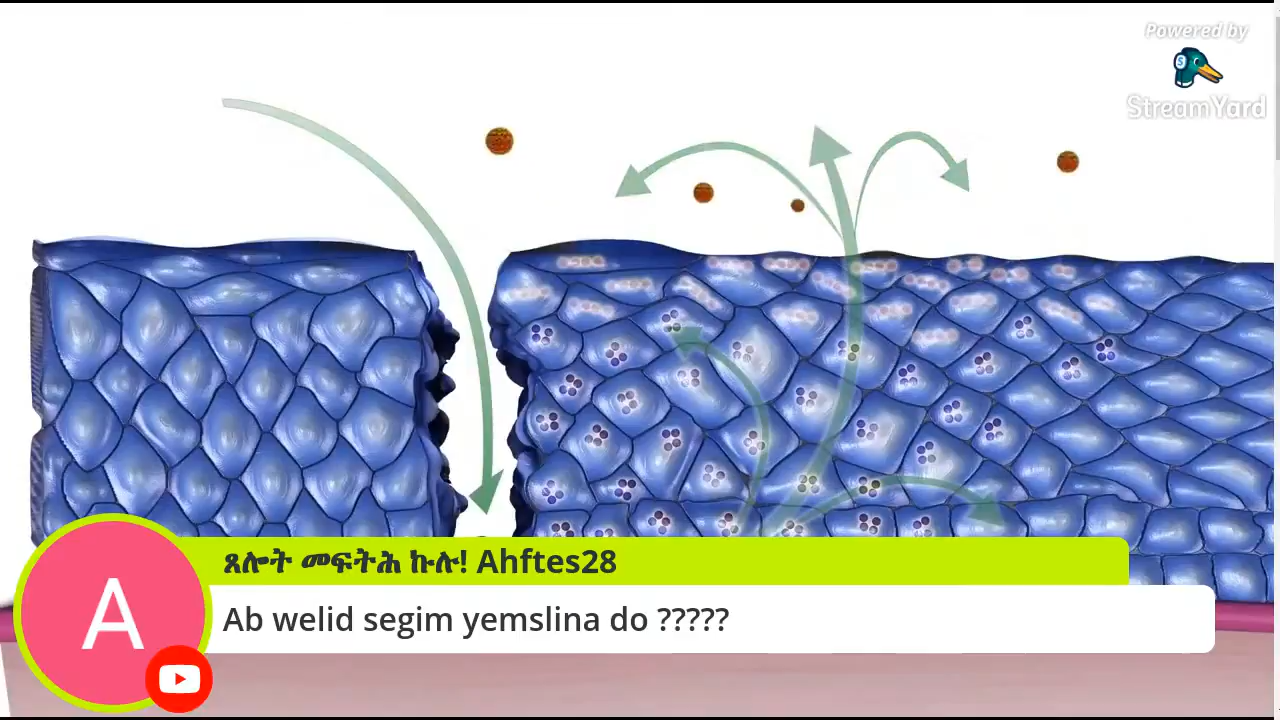 Powered by
StreamYard
ጸሎት መፍትሕ ኩሉ! Ahftes28
A
Ab welid segim yemslina do ?????